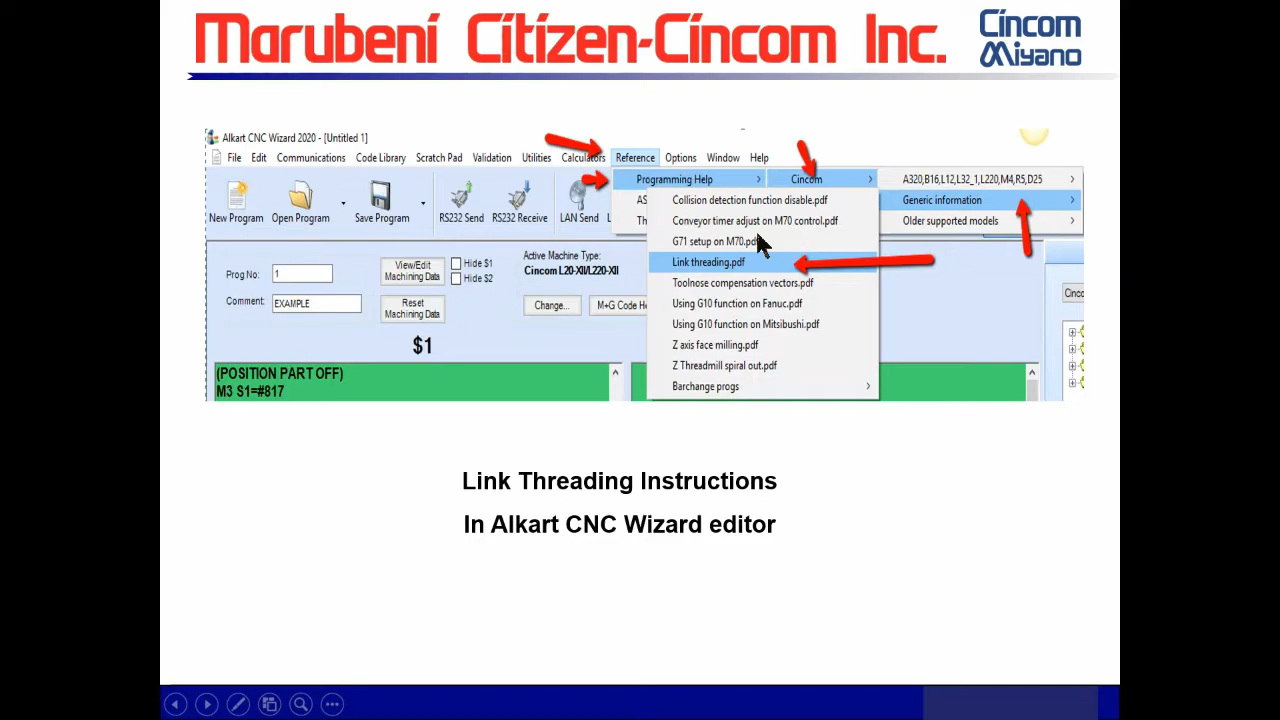 Marubeni Citizen-Cincom Inc.
Cincom
Miyano
Alkart CNC Wizard 2020 - [Untitled 1]
File Edit Communications Code Library Scratch Pad Validation Utilities Calculators Reference Options Window Help
Programming Help
Cincom
A320,B16,L12,L32_1,L220,M4,R5,D25
Generic information
Older supported models
AS
Th
Collision detection function disable.pdf
Conveyor timer adjust on M70 control.pdf
G71 setup on M70.pdf
Link threading.pdf
Toolnose compensation vectors.pdf
Using G10 function on Fanuc.pdf
Using G10 function on Mitsibushi.pdf
Z axis face milling.pdf
Z Threadmill spiral out.pdf
Barchange progs
New Program Open Program Save Program RS232 Send RS232 Receive LAN Send L
Prog No: 1
Comment: EXAMPLE
View/Edit
Machining Data
Reset
Machining Data
Hide $1
Hide $2
Active Machine Type:
Cincom L20-XII/L220-XII
Change... M+G Code He
Cinco
$1
(POSITION PART OFF)
M3 S1=#817
Link Threading Instructions
In Alkart CNC Wizard editor